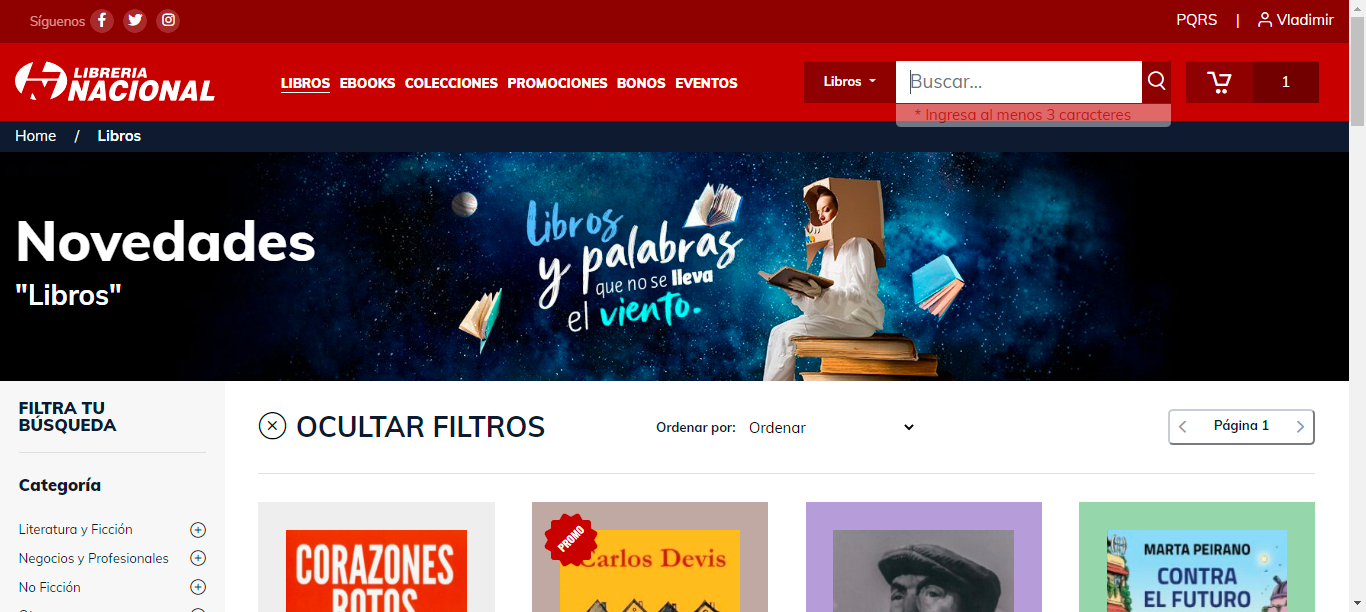 Síguenos
PQRS | Vladimir
LIBRERIA
NACIONAL
LIBROS EBOOKS COLECCIONES PROMOCIONES BONOS EVENTOS
Libros
Buscar...
1
* Ingresa al menos 3 caracteres
Home / Libros
Novedades
"Libros"
Libros
y palabras
que no se lleva
el viento.
FILTRA TU
BÚSQUEDA
OCULTAR FILTROS
Ordenar por: Ordenar
Página 1
Categoría
Literatura y Ficción
Negocios y Profesionales
No Ficción
CORAZONES
ROTOS
PROMO
Carlos Devis
MARTA PEIRANO
CONTRA
EL FUTURO